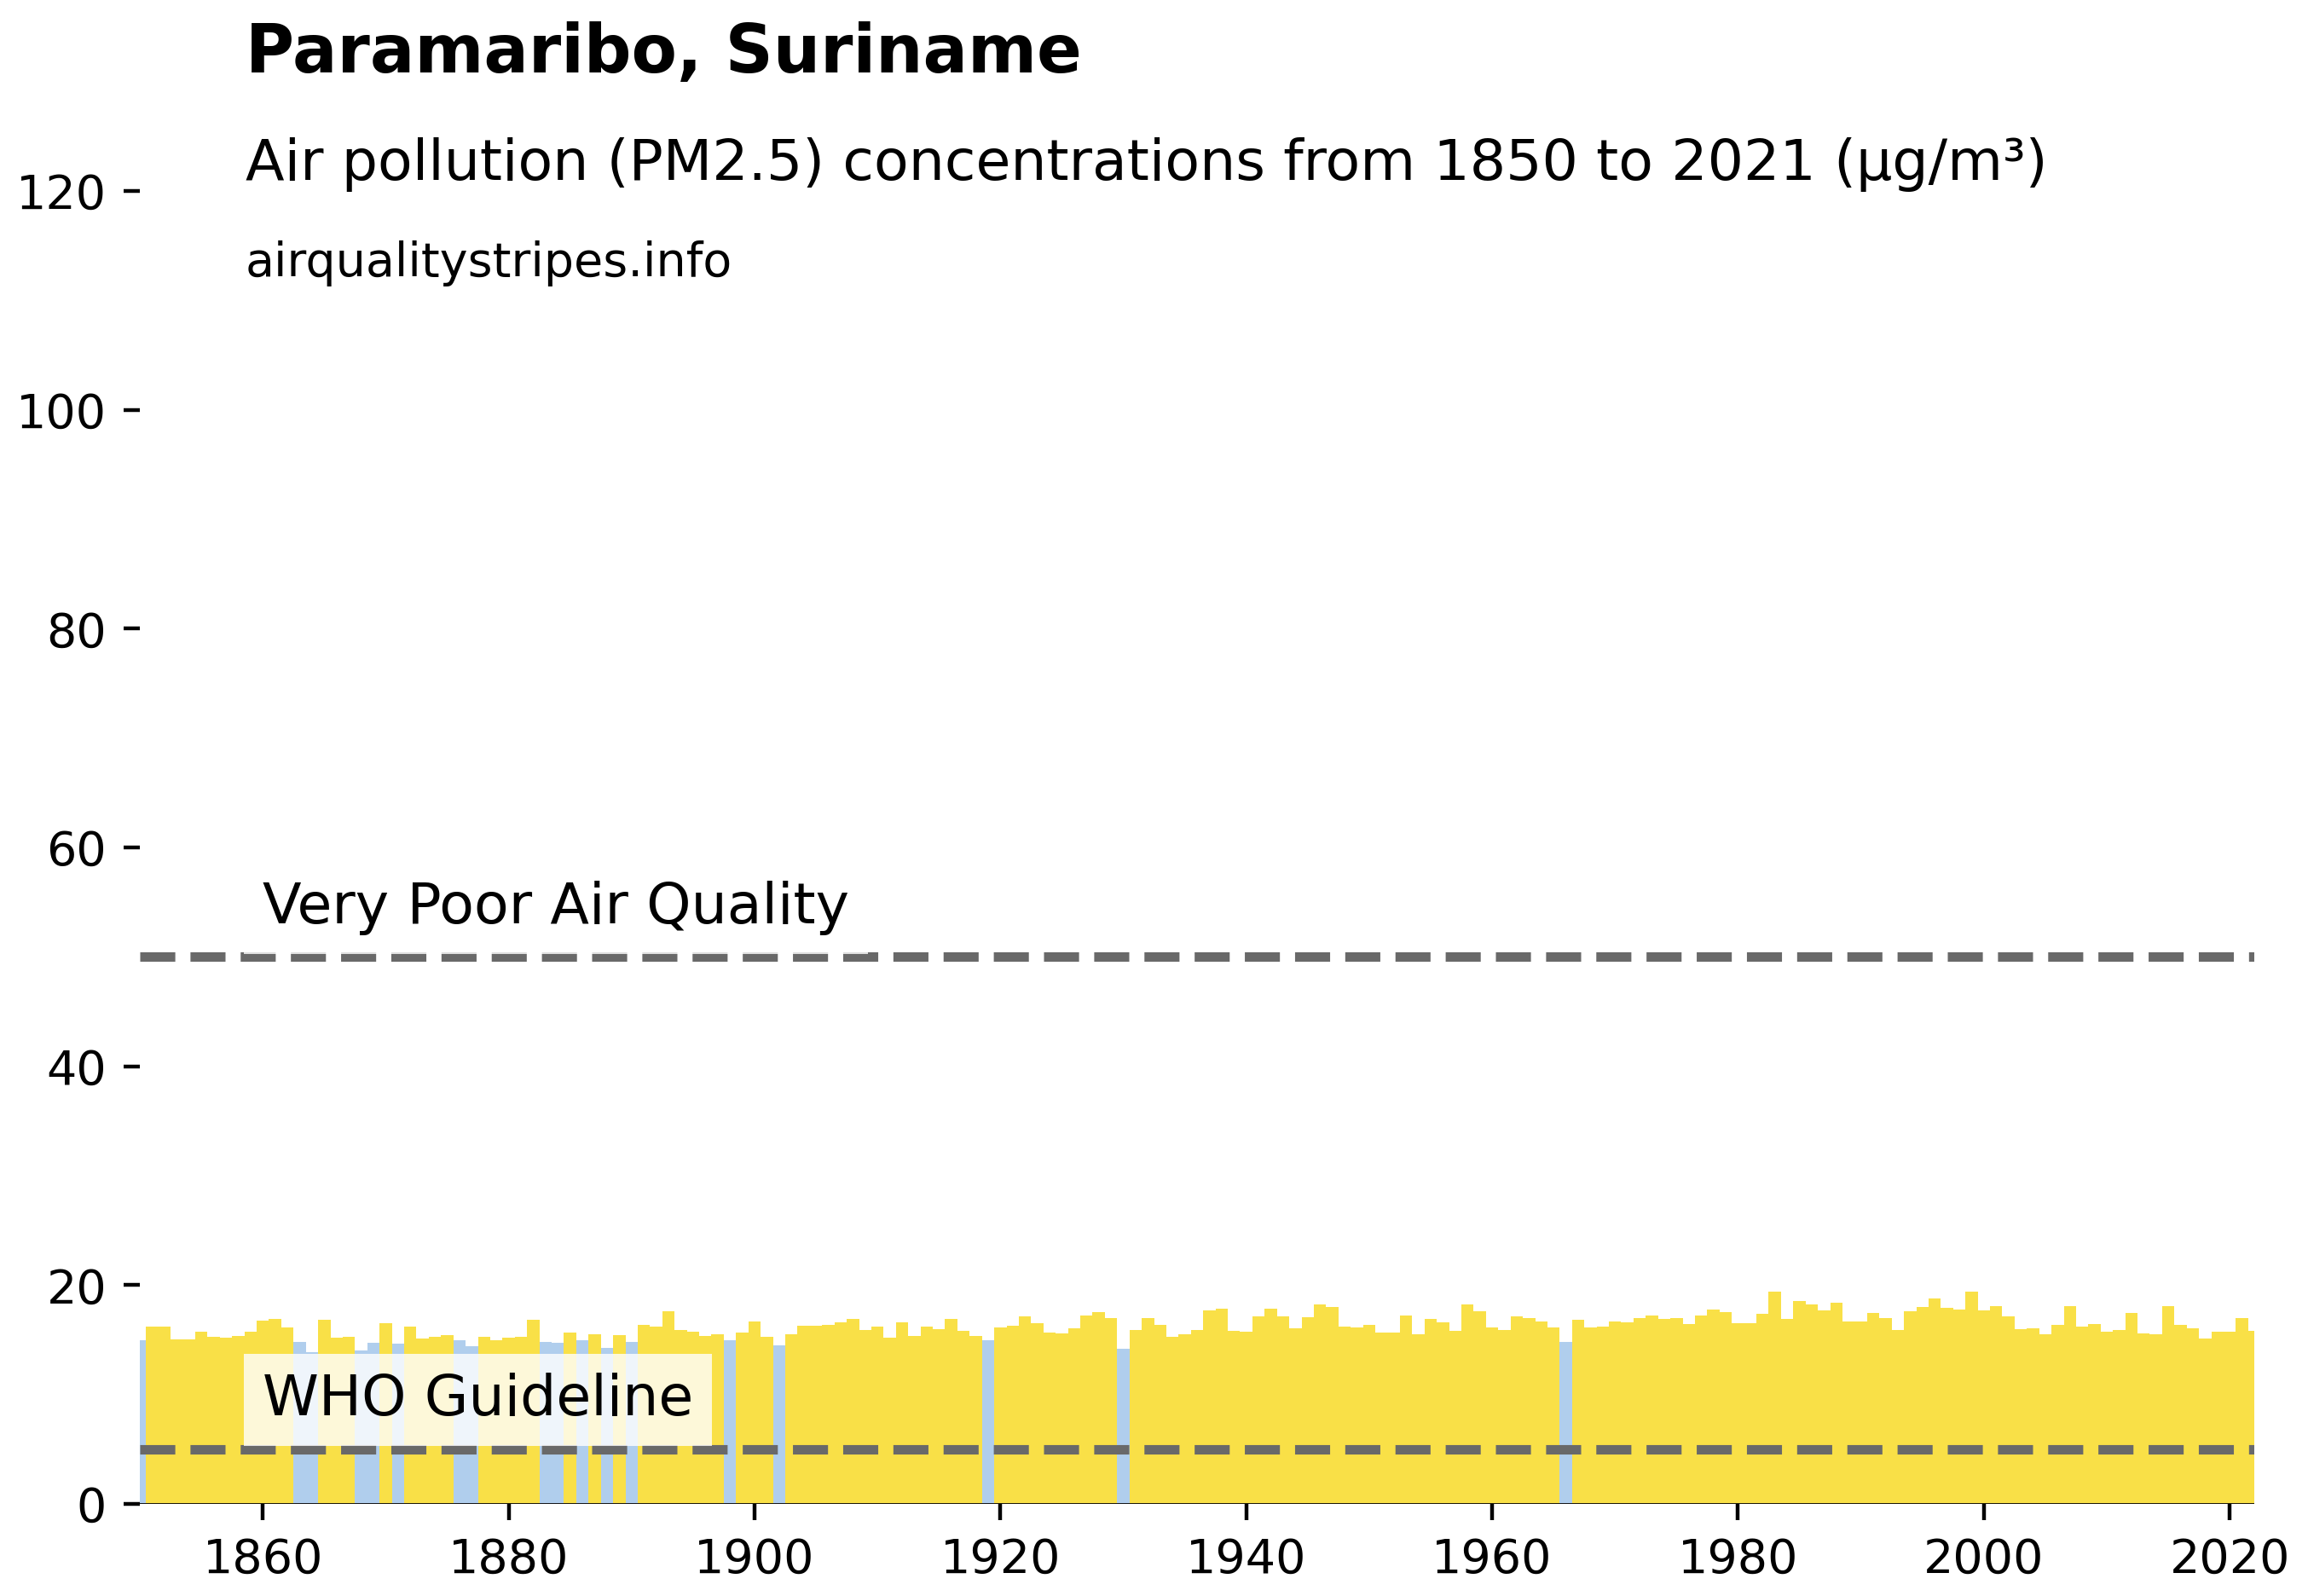 Paramaribo, Suriname
Air pollution (PM2.5) concentrations from 1850 to 2021 (µg/m³)
airqualitystripes.info
120
100
80
60
Very Poor Air Quality
40
20
WHO Guideline
0
1860 1880 1900 1920 1940 1960 1980 2000 2020